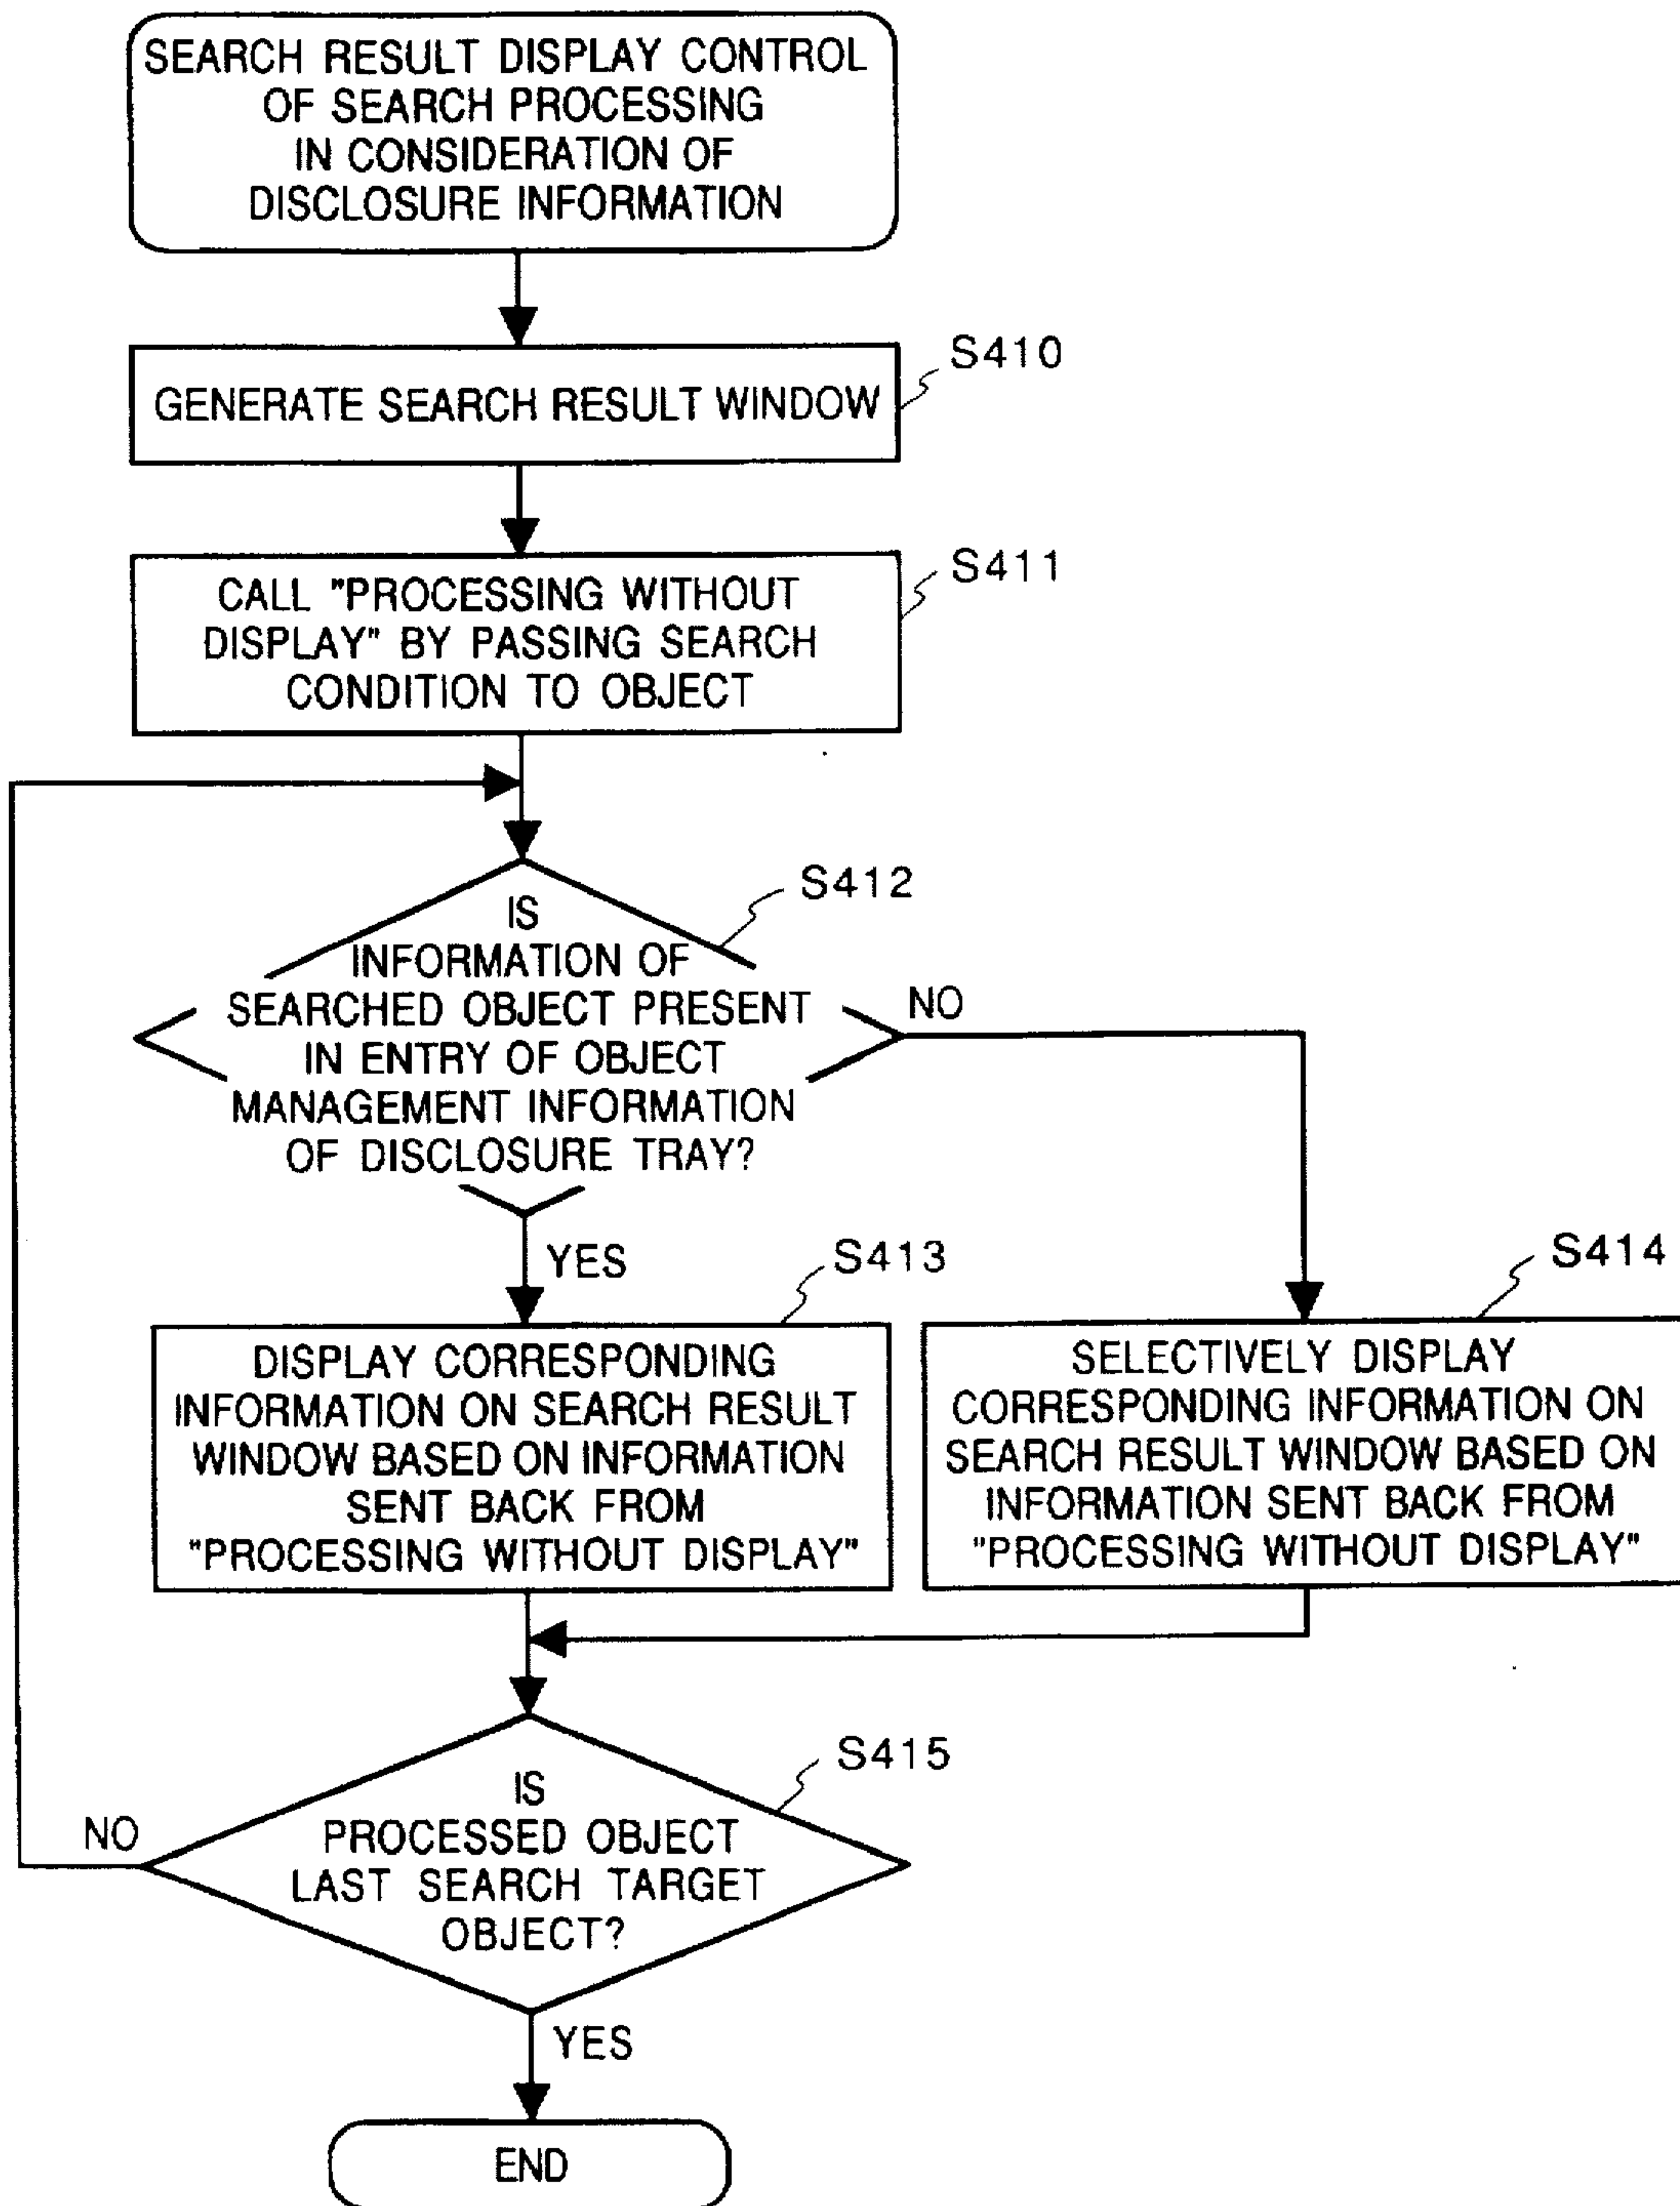 SEARCH RESULT DISPLAY CONTROL
OF SEARCH PROCESSING
IN CONSIDERATION OF
DISCLOSURE INFORMATION
S410
GENERATE SEARCH RESULT WINDOW
S411
CALL "PROCESSING WITHOUT
DISPLAY" BY PASSING SEARCH
CONDITION TO OBJECT
S412
IS
INFORMATION OF
SEARCHED OBJECT PRESENT
IN ENTRY OF OBJECT
MANAGEMENT INFORMATION
OF DISCLOSURE TRAY?
NO
YES
S413
DISPLAY CORRESPONDING
INFORMATION ON SEARCH RESULT
WINDOW BASED ON INFORMATION
SENT BACK FROM
"PROCESSING WITHOUT DISPLAY"
S414
SELECTIVELY DISPLAY
CORRESPONDING INFORMATION ON
SEARCH RESULT WINDOW BASED ON
INFORMATION SENT BACK FROM
"PROCESSING WITHOUT DISPLAY"
S415
IS
PROCESSED OBJECT
LAST SEARCH TARGET
OBJECT?
NO
YES
END